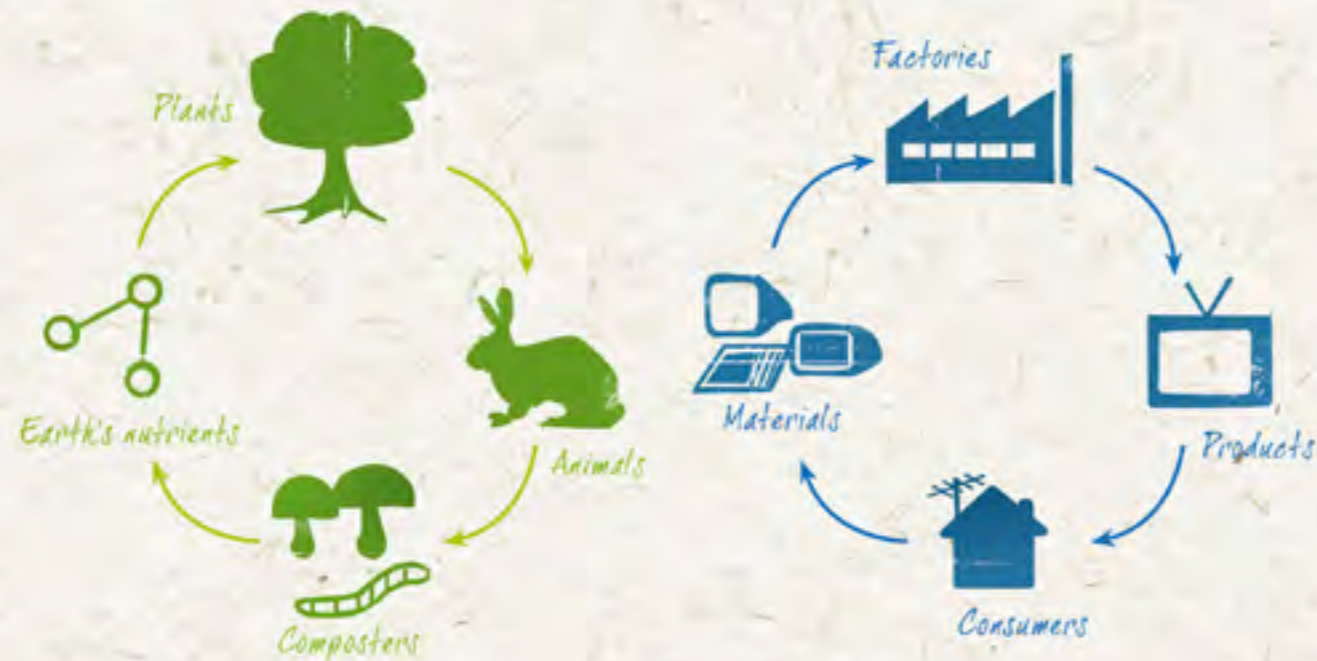 Plants
Animals
Composters
Earth's nutrients
Factories
Products
Consumers
Materials